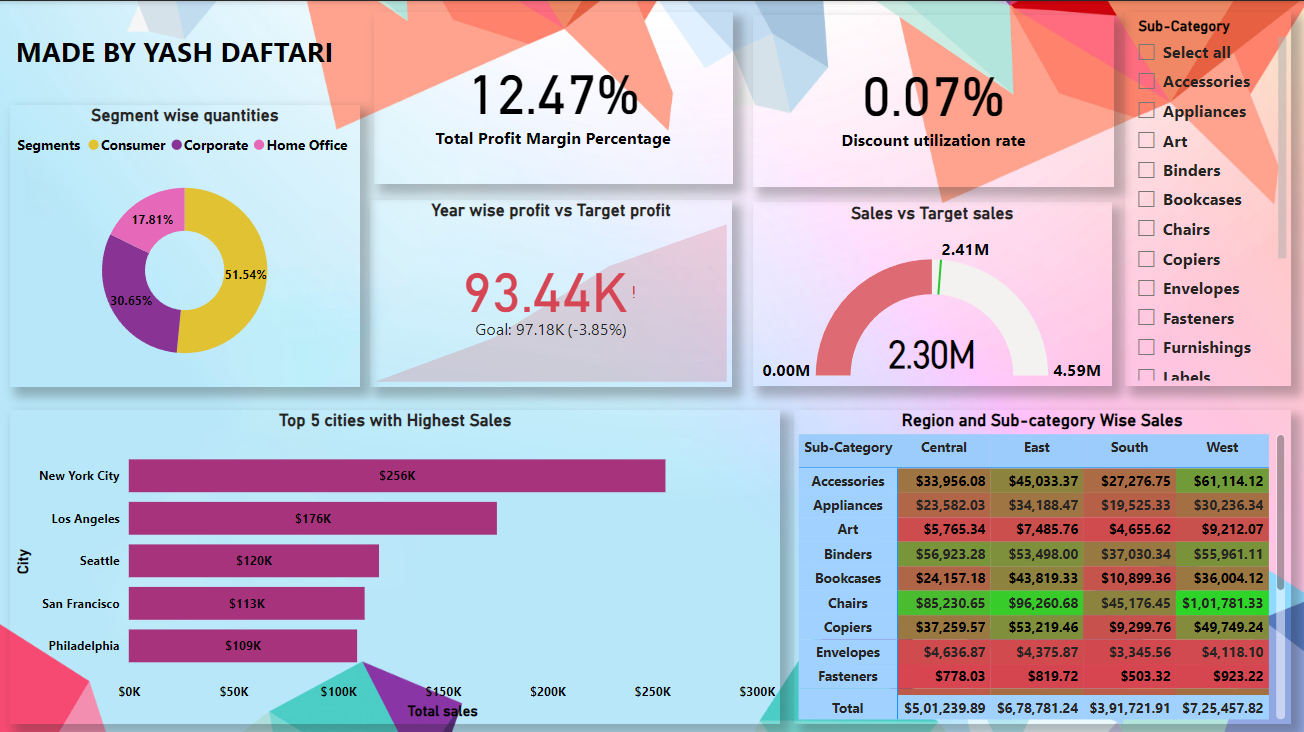 MADE BY YASH DAFTARI
12.47%
Total Profit Margin Percentage
0.07%
Discount utilization rate
Sub-Category
Select all
Accessories
Appliances
Art
Binders
Bookcases
Chairs
Copiers
Envelopes
Fasteners
Furnishings
Labels
Segment wise quantities
Segments Consumer Corporate Home Office
17.81%
51.54%
30.65%
Year wise profit vs Target profit
93.44K !
Goal: 97.18K (-3.85%)
Sales vs Target sales
2.41M
2.30M
0.00M 4.59M
Top 5 cities with Highest Sales
City
New York City $256K
Los Angeles $176K
Seattle $120K
San Francisco $113K
Philadelphia $109K
$0K $50K $100K $150K $200K $250K $300K
Total sales
Region and Sub-category Wise Sales
Sub-Category Central East South West
Accessories $33,956.08 $45,033.37 $27,276.75 $61,114.12
Appliances $23,582.03 $34,188.47 $19,525.33 $30,236.34
Art $5,765.34 $7,485.76 $4,655.62 $9,212.07
Binders $56,923.28 $53,498.00 $37,030.34 $55,961.11
Bookcases $24,157.18 $43,819.33 $10,899.36 $36,004.12
Chairs $85,230.65 $96,260.68 $45,176.45 $1,01,781.33
Copiers $37,259.57 $53,219.46 $9,299.76 $49,749.24
Envelopes $4,636.87 $4,375.87 $3,345.56 $4,118.10
Fasteners $778.03 $819.72 $503.32 $923.22
Total $5,01,239.89 $6,78,781.24 $3,91,721.91 $7,25,457.82